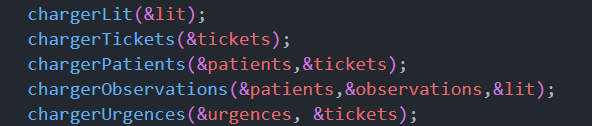 chargerLit(&lit);
chargerTickets(&tickets);
chargerPatients(&patients,&tickets);
chargerObservations(&patients,&observations,&lit);
chargerUrgences(&urgences, &tickets);